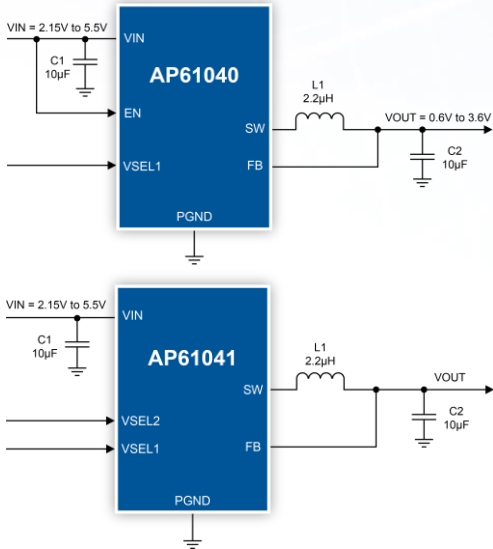 VIN = 2.15V to 5.5V
C1
10µF
VIN
AP61040
EN
L1
2.2µH
SW
VOUT = 0.6V to 3.6V
VSEL1
FB
C2
10µF
PGND
VIN = 2.15V to 5.5V
C1
10µF
VIN
AP61041
L1
2.2µH
SW
VOUT
VSEL2
C2
10µF
VSEL1
FB
PGND